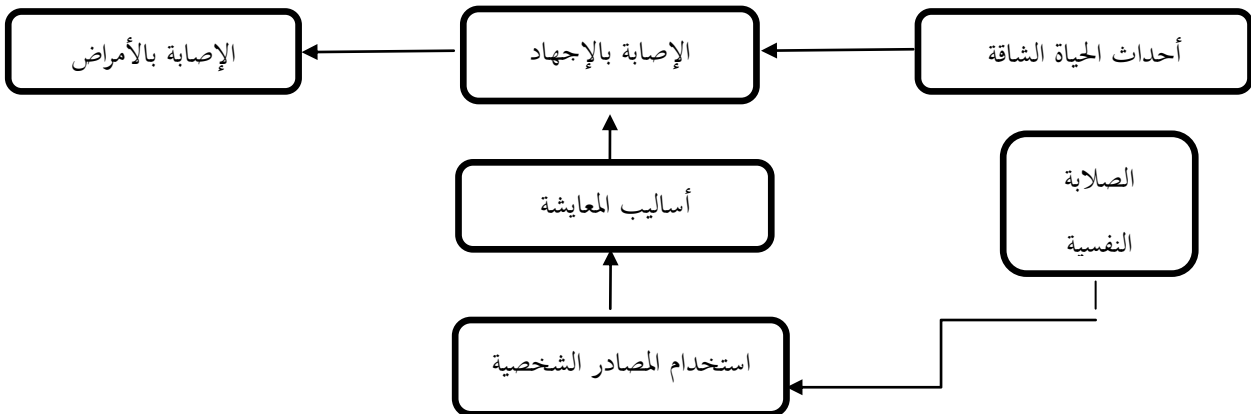 أحداث الحياة الشاقة
الإصابة بالإجهاد
الإصابة بالأمراض
الصلابة
النفسية
أساليب المعايشة
استخدام المصادر الشخصية